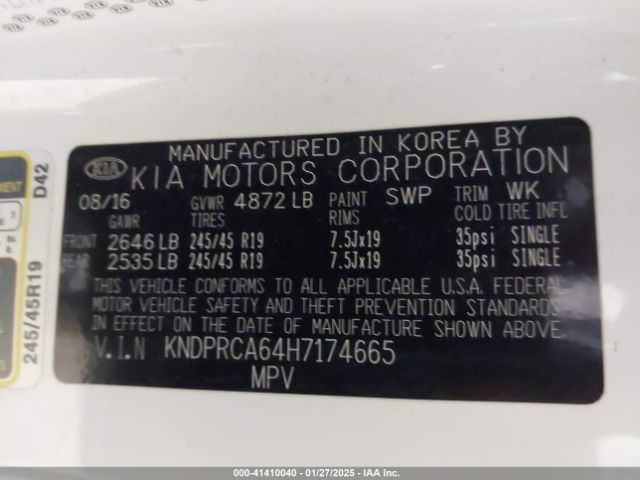 MANUFACTURED IN KOREA BY
KIA KIA MOTORS CORPORATION
08/16 GVWR 4872 LB PAINT SWP TRIM WK
GAWR TIRES RIMS COLD TIRE INFL
FRONT 2646 LB 245/45 R19 7.5Jx19 35psi SINGLE
REAR 2535 LB 245/45 R19 7.5Jx19 35psi SINGLE
THIS VEHICLE CONFORMS TO ALL APPLICABLE U.S.A. FEDERAL
MOTOR VEHICLE SAFETY AND THEFT PREVENTION STANDARDS
IN EFFECT ON THE DATE OF MANUFACTURE SHOWN ABOVE.
V.I.N KNDPRCA64H7174665
MPV
D42
245/45R19
000-41410040 | 01/27/2025 | IAA Inc.